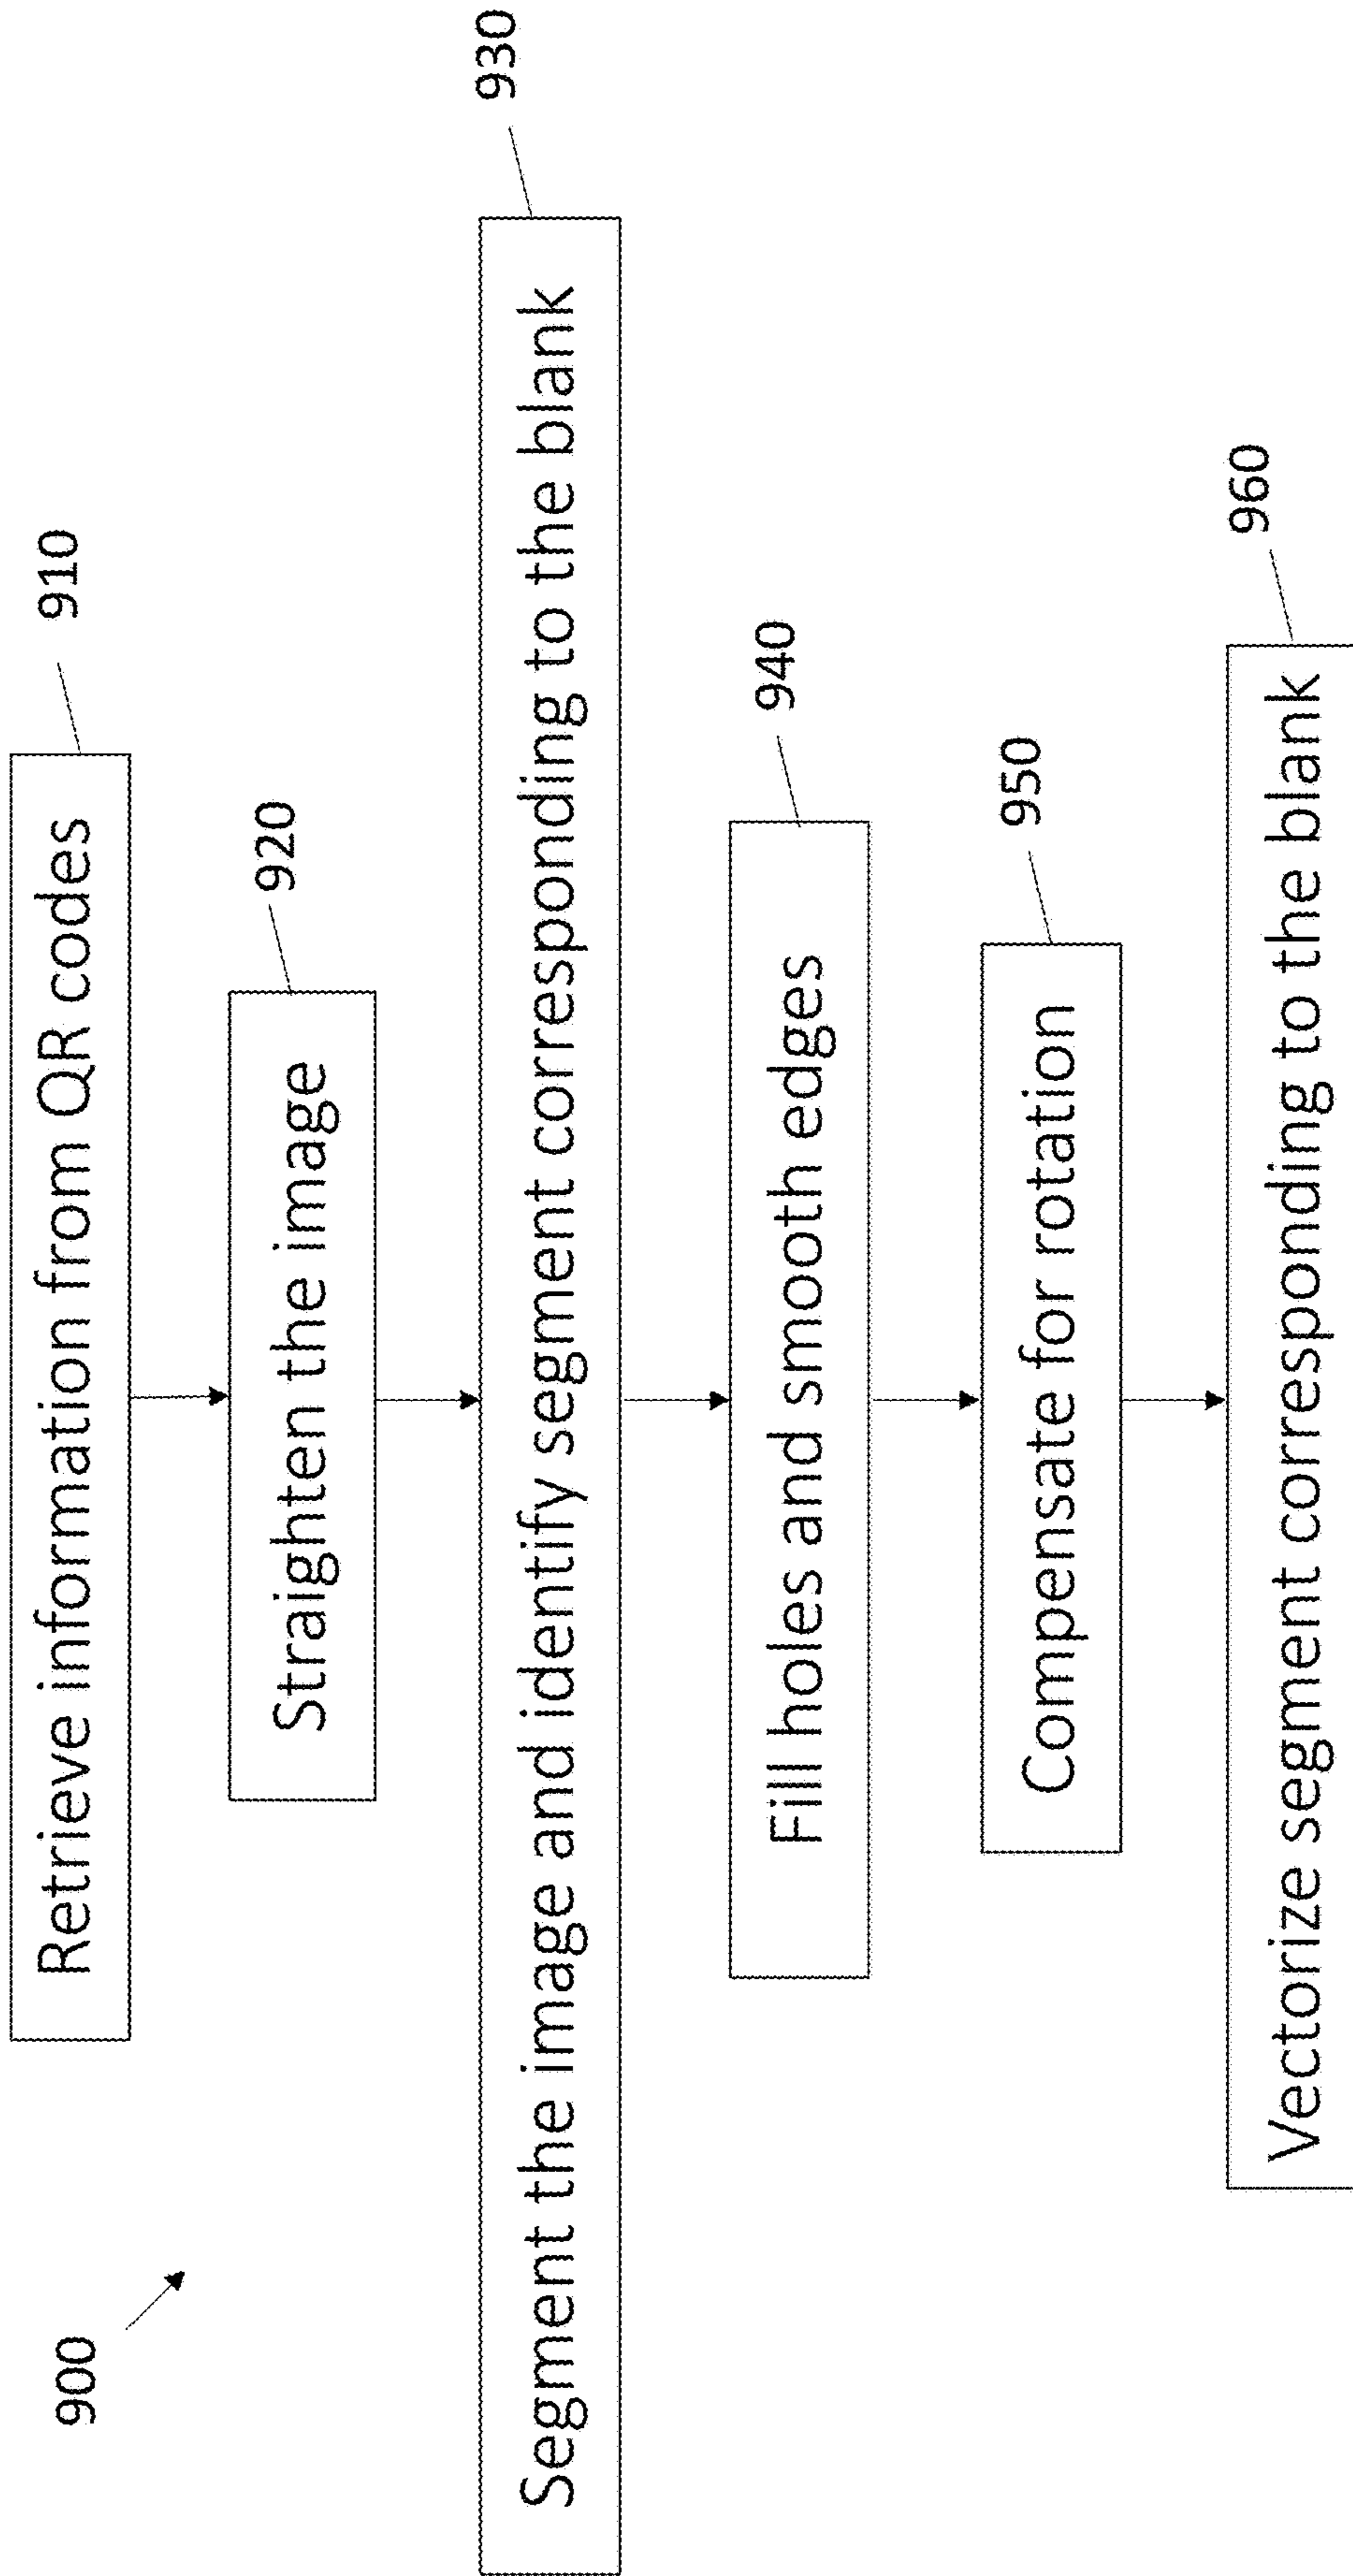 900
Retrieve information from QR codes
910
Straighten the image
920
Segment the image and identify segment corresponding to the blank
930
Fill holes and smooth edges
940
Compensate for rotation
950
Vectorize segment corresponding to the blank
960